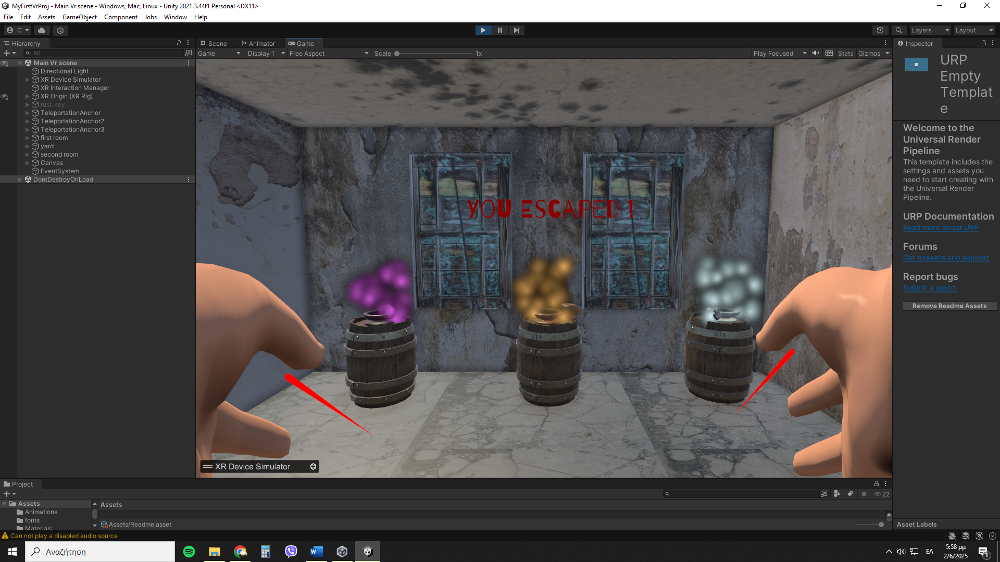 MyFirstVrProj - Main Vr scene - Windows, Mac, Linux - Unity 2021.3.44f1 Personal <DX11>
File Edit Assets GameObject Component Jobs Window Help
C Layers Layout
Hierarchy Scene Animator Game Inspector
All Game Display 1 Free Aspect Scale 1x Play Focused Stats Gizmos
Main Vr scene
Directional Light
XR Device Simulator
XR Interaction Manager
XR Origin (XR Rig)
rust_key
TeleportationAnchor
TeleportationAnchor2
TeleportationAnchor3
first room
yard
second room
Canvas
EventSystem
DontDestroyOnLoad
YOU ESCAPED !
XR Device Simulator
URP
Empty
Templat
e
Welcome to the
Universal Render
Pipeline
This template includes the
settings and assets you
need to start creating with
the Universal Render
Pipeline.
URP Documentation
Read more about URP
Forums
Get answers and support
Report bugs
Submit a report
Remove Readme Assets
Asset Labels
Project
22
Assets
Animations
fonts
Materials
Assets
Assets/Readme.asset
Can not play a disabled audio source
Αναζήτηση
ΕΛ
5:58 μμ
2/6/2025
1